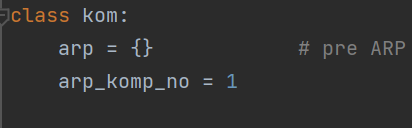 class kom:
    arp = {}            # pre ARP
    arp_komp_no = 1